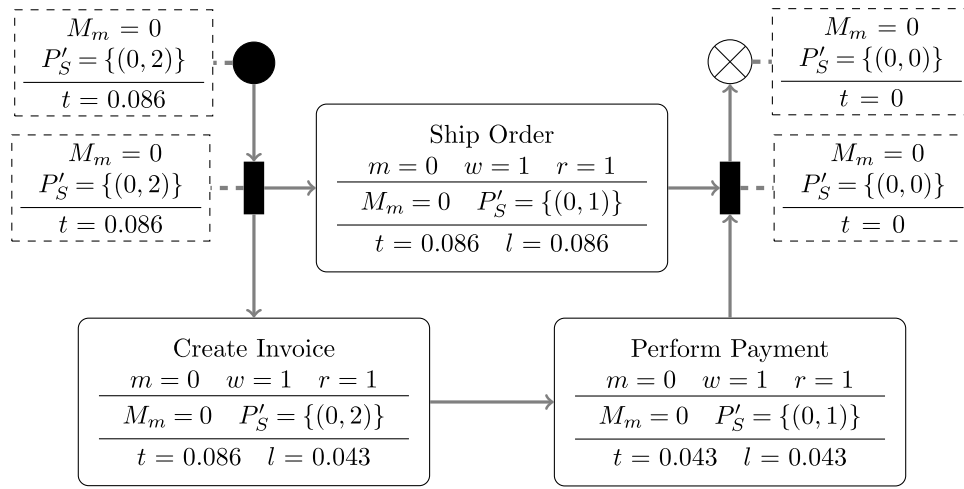 M_m = 0
P'_S = {(0, 2)}
t = 0.086
M_m = 0
P'_S = {(0, 0)}
t = 0
M_m = 0
P'_S = {(0, 2)}
t = 0.086
Ship Order
m = 0 w = 1 r = 1
M_m = 0 P'_S = {(0, 1)}
t = 0.086 l = 0.086
M_m = 0
P'_S = {(0, 0)}
t = 0
Create Invoice
m = 0 w = 1 r = 1
M_m = 0 P'_S = {(0, 2)}
t = 0.086 l = 0.043
Perform Payment
m = 0 w = 1 r = 1
M_m = 0 P'_S = {(0, 1)}
t = 0.043 l = 0.043